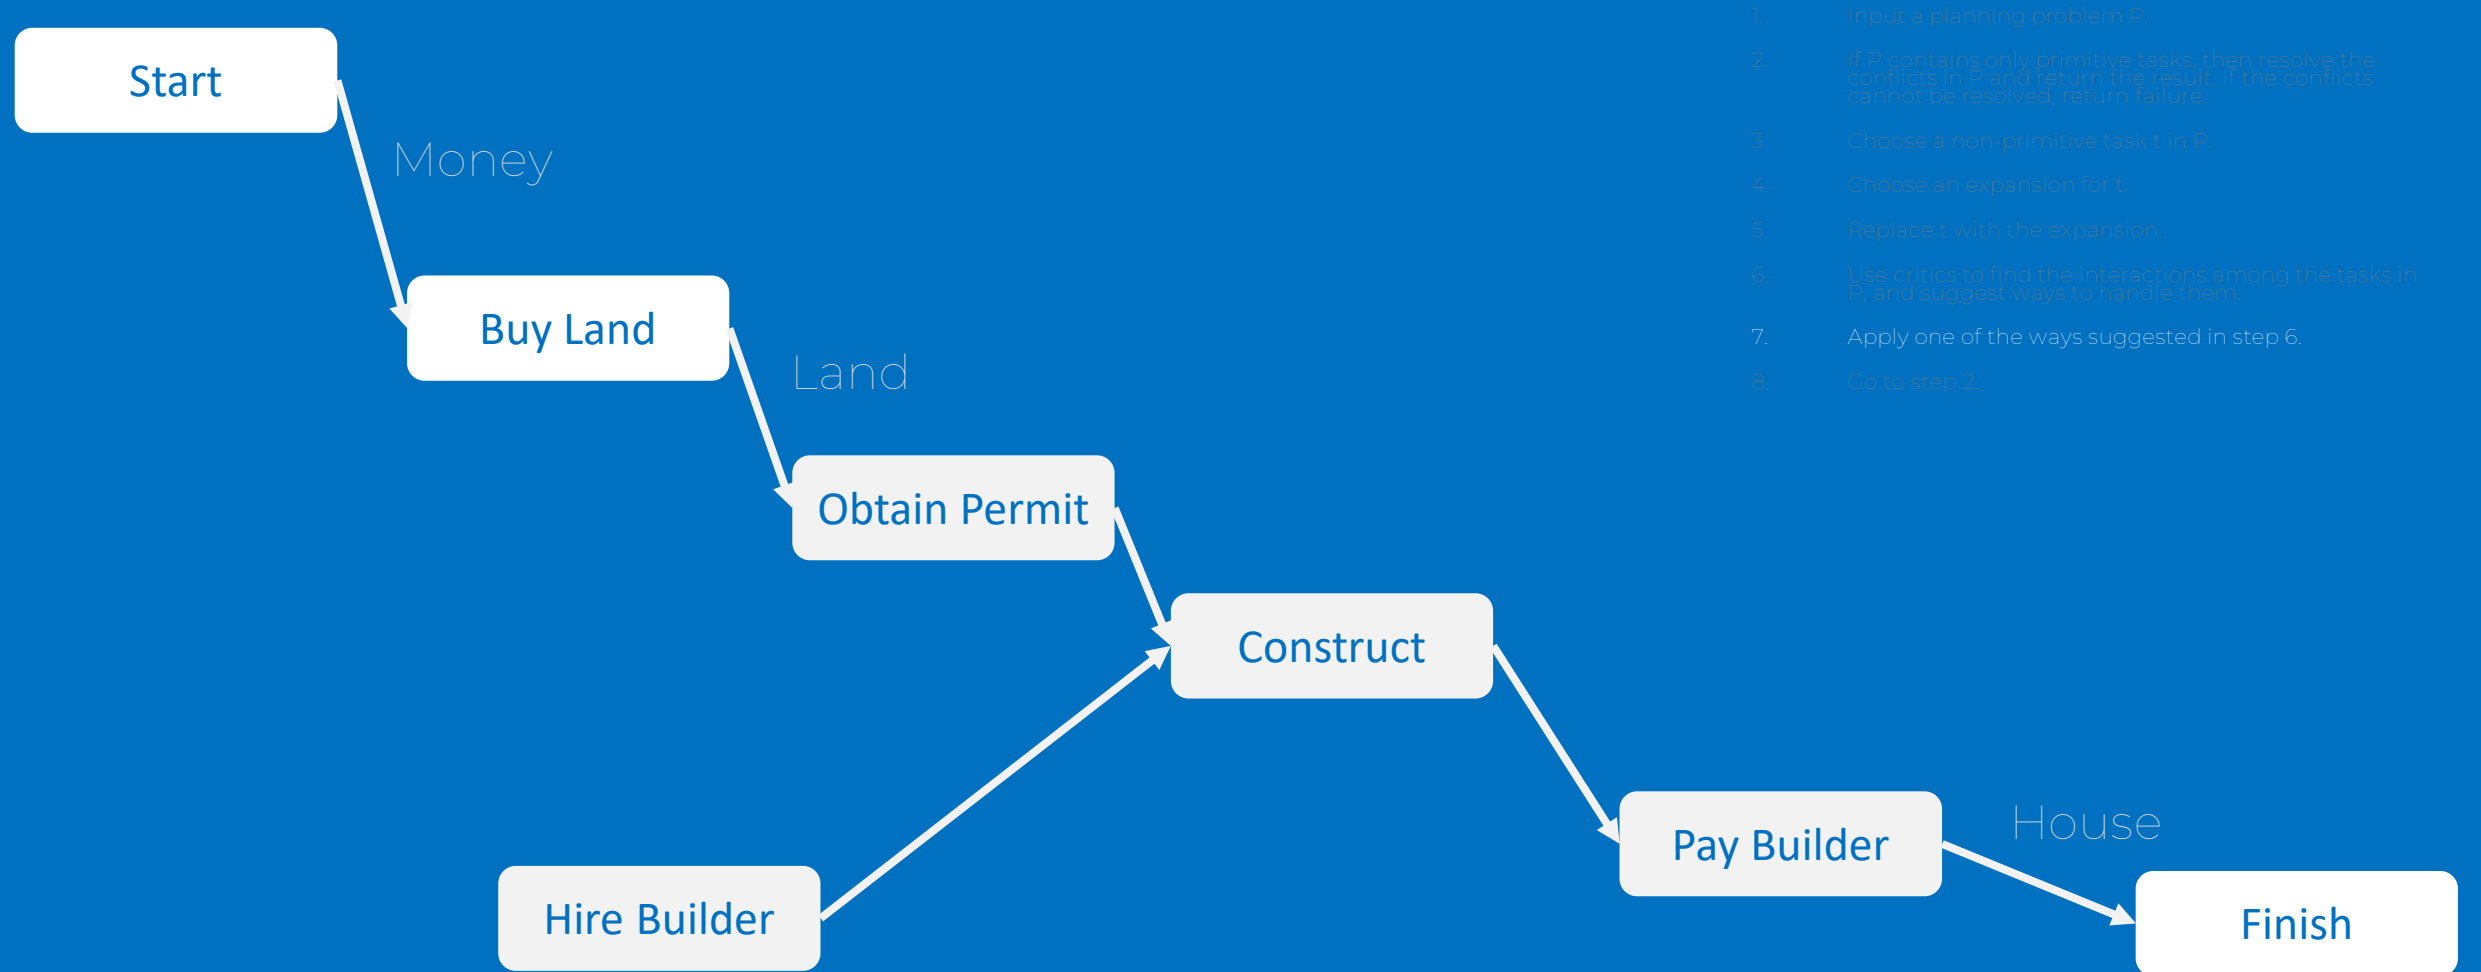 Start
Money
Buy Land
Land
Obtain Permit
Construct
Hire Builder
Pay Builder
House
Finish
1. Input a planning problem P.
2. If P contains only primitive tasks, then resolve the
conflicts in P and return the result. If the conflicts
cannot be resolved, return failure.
3. Choose a non-primitive task t in P.
4. Choose an expansion for t.
5. Replace t with the expansion.
6. Use critics to find the interactions among the tasks in
P, and suggest ways to handle them.
7. Apply one of the ways suggested in step 6.
8. Go to step 2.